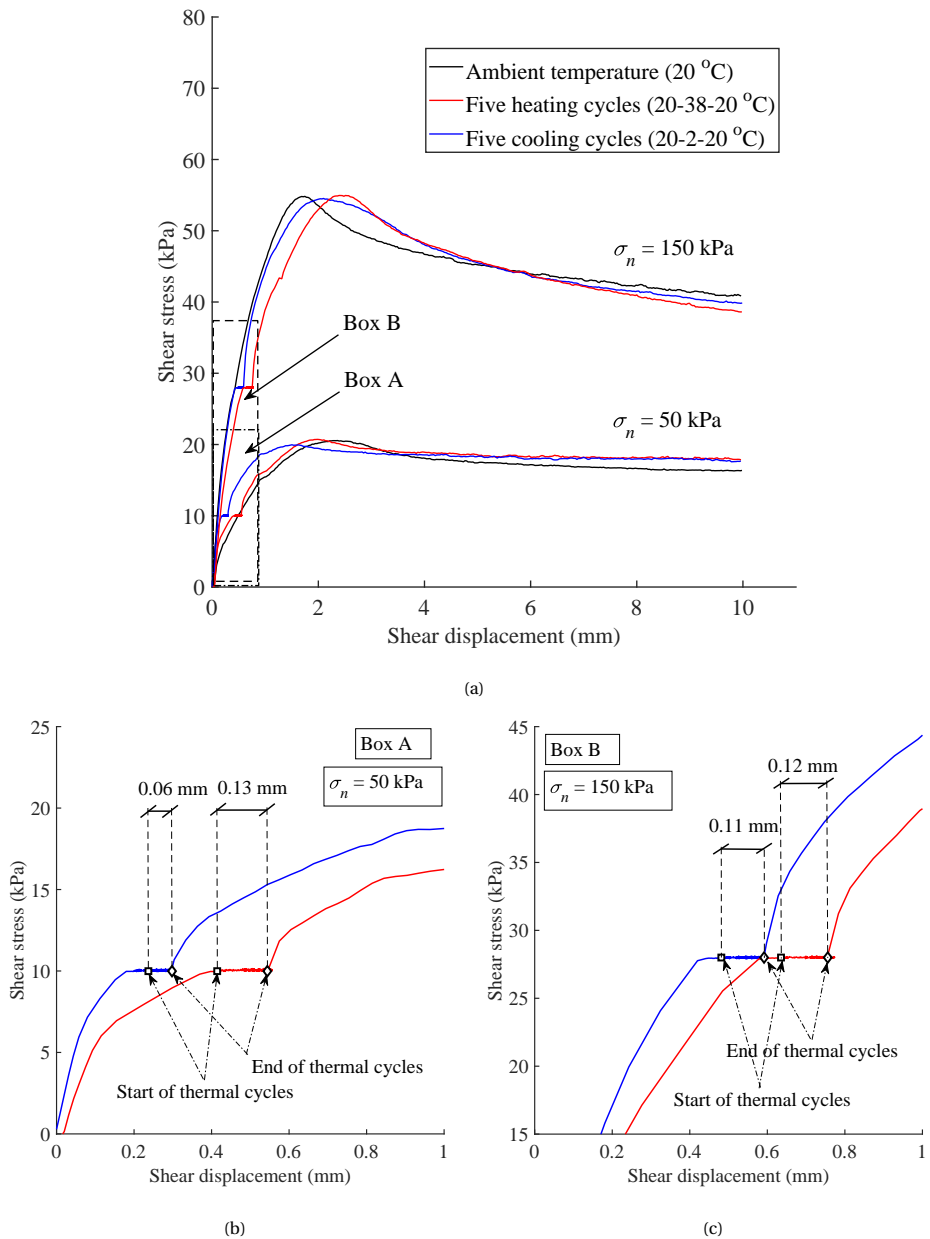 80
70
60
50
40
30
20
10
0
Shear stress (kPa)
Ambient temperature (20 °C)
Five heating cycles (20-38-20 °C)
Five cooling cycles (20-2-20 °C)
σn = 150 kPa
Box B
Box A
σn = 50 kPa
0 2 4 6 8 10
Shear displacement (mm)
(a)
25
20
15
10
5
0
Shear stress (kPa)
Box A
σn = 50 kPa
0.06 mm
0.13 mm
End of thermal cycles
Start of thermal cycles
0 0.2 0.4 0.6 0.8 1
Shear displacement (mm)
(b)
45
40
35
30
25
20
15
Shear stress (kPa)
Box B
σn = 150 kPa
0.12 mm
0.11 mm
End of thermal cycles
Start of thermal cycles
0 0.2 0.4 0.6 0.8 1
Shear displacement (mm)
(c)